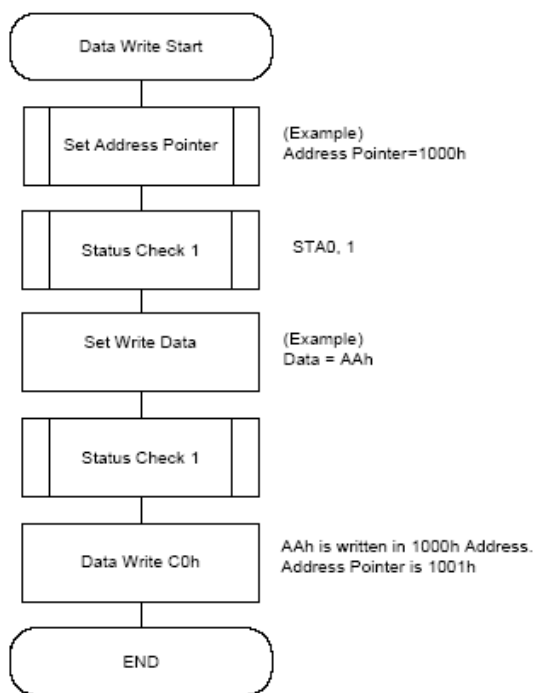 Data Write Start
Set Address Pointer
(Example)
Address Pointer=1000h
Status Check 1
STA0, 1
Set Write Data
(Example)
Data = AAh
Status Check 1
Data Write C0h
AAh is written in 1000h Address.
Address Pointer is 1001h
END